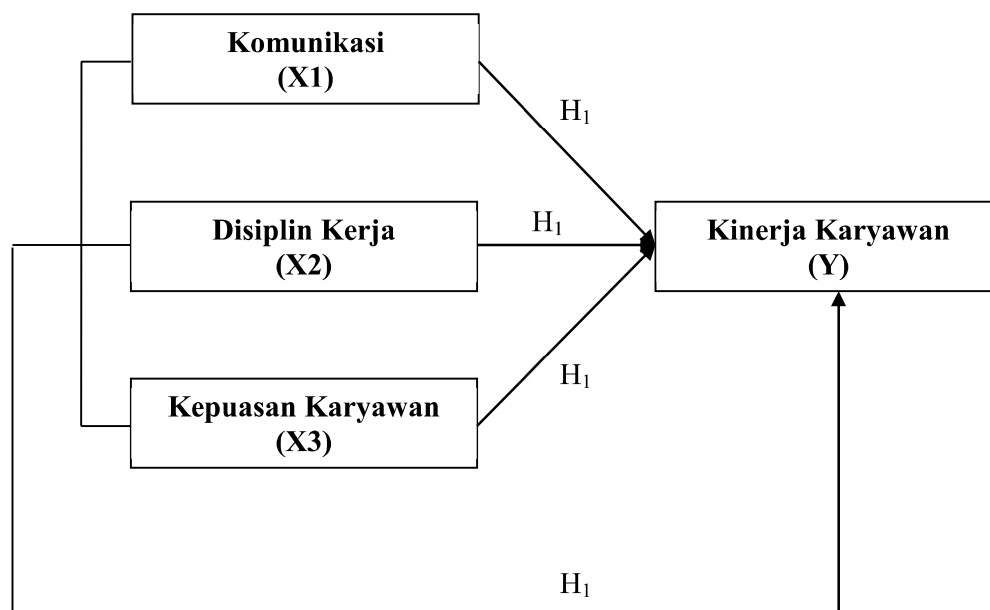 Komunikasi
(X1)
H₁
Disiplin Kerja
(X2)
H₁
Kinerja Karyawan
(Y)
Kepuasan Karyawan
(X3)
H₁
H₁